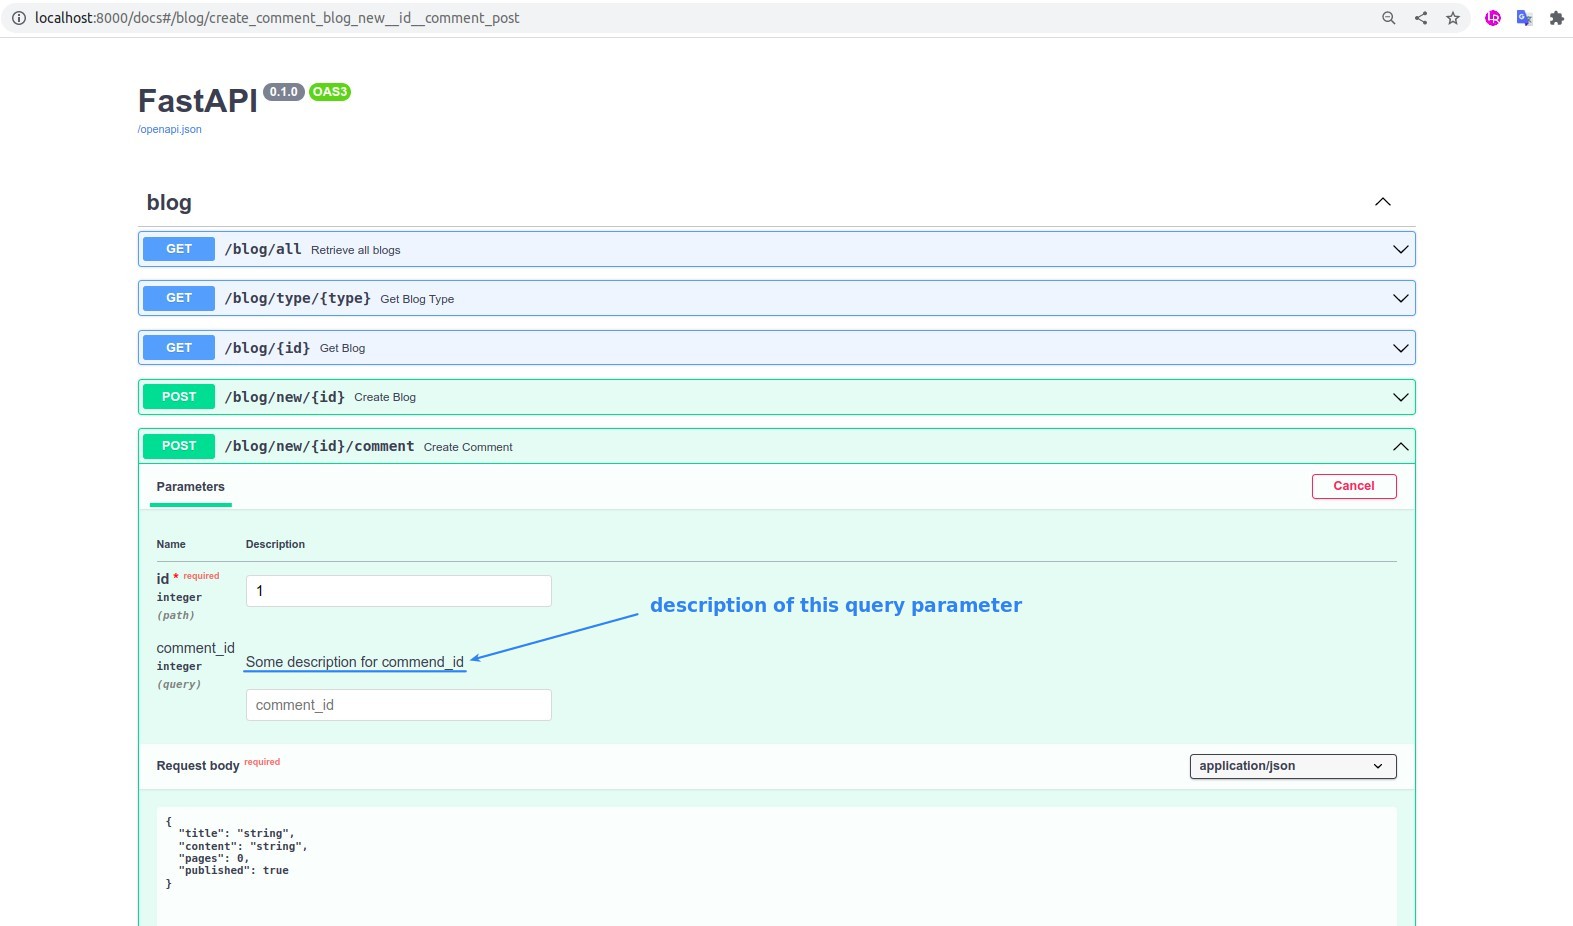 localhost:8000/docs#/blog/create_comment_blog_new__id__comment_post
FastAPI 0.1.0 OAS3
/openapi.json
blog
GET /blog/all Retrieve all blogs
GET /blog/type/{type} Get Blog Type
GET /blog/{id} Get Blog
POST /blog/new/{id} Create Blog
POST /blog/new/{id}/comment Create Comment
Parameters Cancel
Name Description
id * required
integer
(path)
1
description of this query parameter
comment_id
integer
(query)
Some description for commend_id
comment_id
Request body required
application/json
{
"title": "string",
"content": "string",
"pages": 0,
"published": true
}